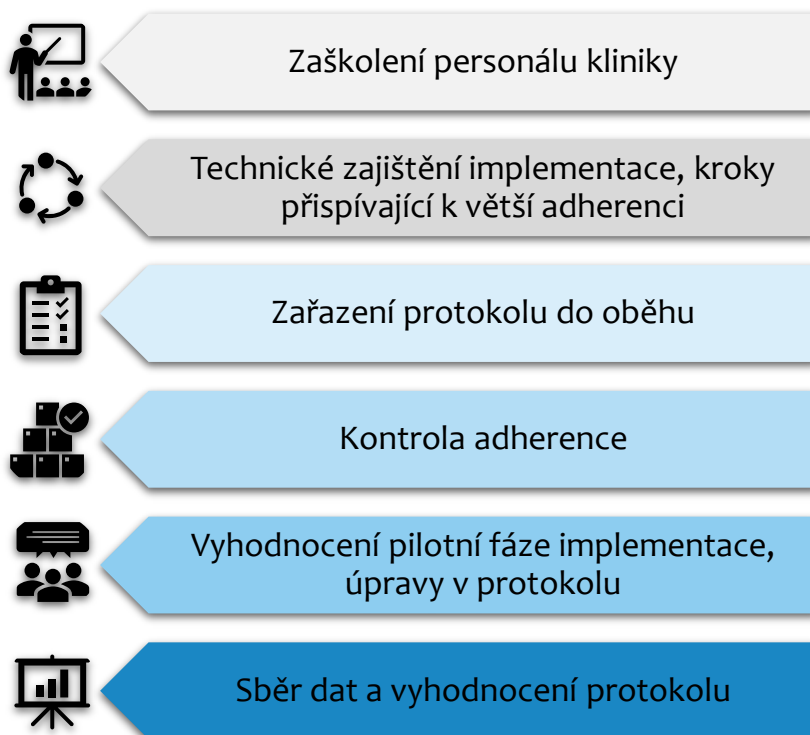 Zaškolení personálu kliniky
Technické zajištění implementace, kroky
přispívající k větší adherenci
Zařazení protokolu do oběhu
Kontrola adherence
Vyhodnocení pilotní fáze implementace,
úpravy v protokolu
Sběr dat a vyhodnocení protokolu